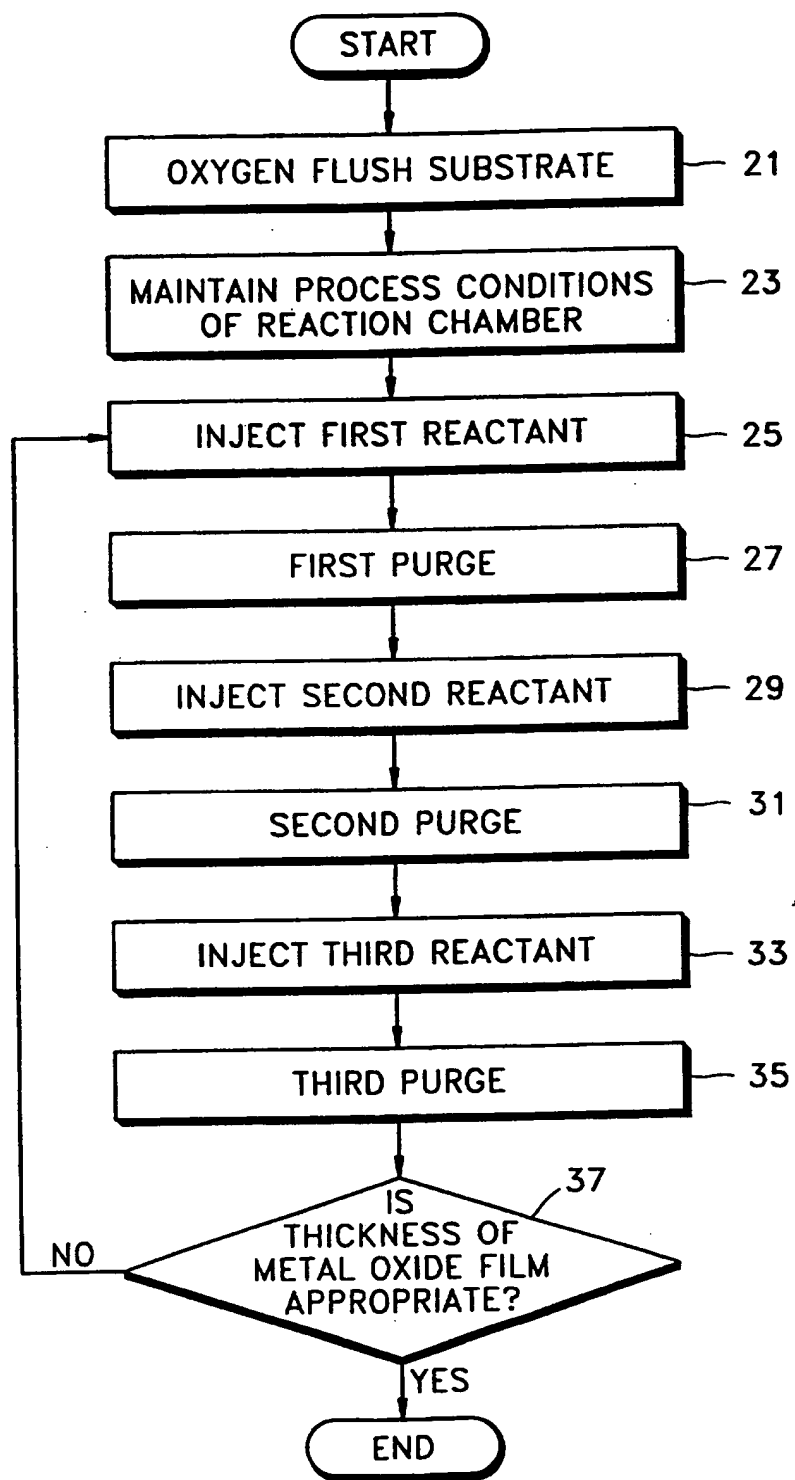 START
OXYGEN FLUSH SUBSTRATE
21
MAINTAIN PROCESS CONDITIONS
OF REACTION CHAMBER
23
INJECT FIRST REACTANT
25
FIRST PURGE
27
INJECT SECOND REACTANT
29
SECOND PURGE
31
INJECT THIRD REACTANT
33
THIRD PURGE
35
37
IS
THICKNESS OF
METAL OXIDE FILM
APPROPRIATE?
NO
YES
END